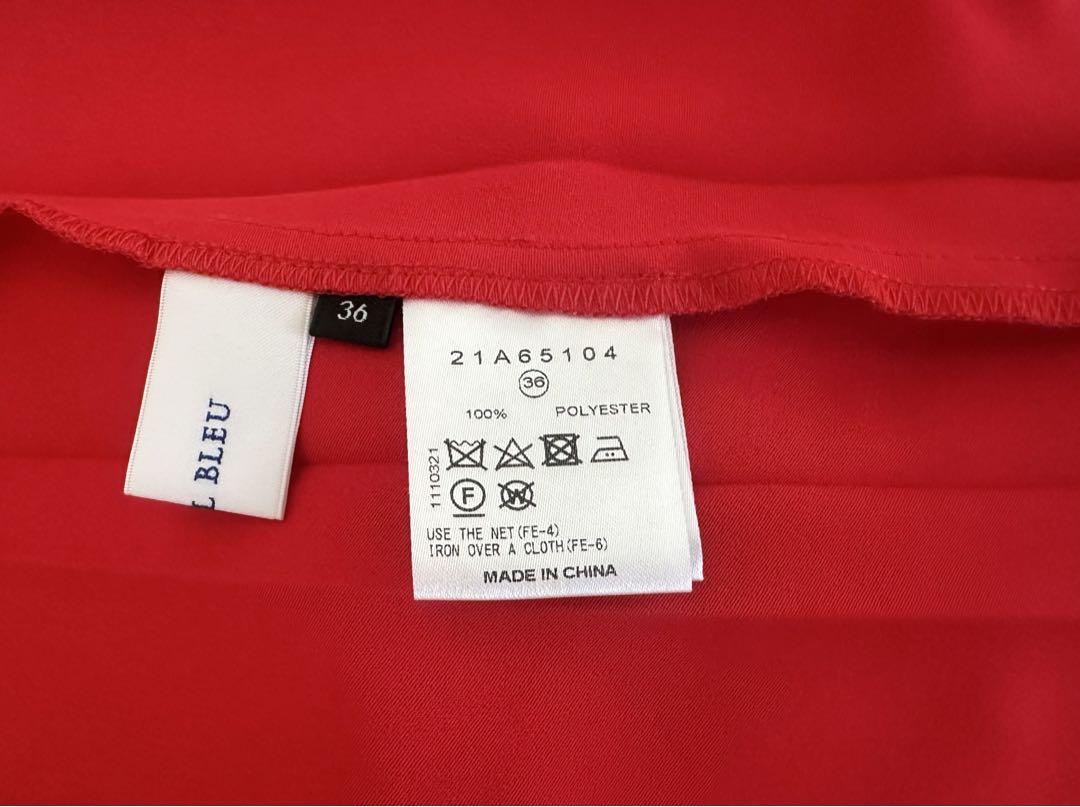 L BLEU
36
21A65104
36
100% POLYESTER
1110321
F
W
USE THE NET(FE-4)
IRON OVER A CLOTH(FE-6)
MADE IN CHINA